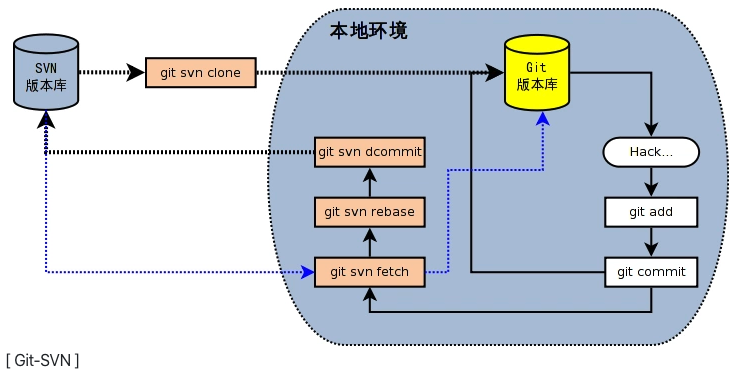 本地环境
SVN
版本库
git svn clone
Git
版本库
git svn dcommit
Hack...
git svn rebase
git add
git svn fetch
git commit
[ Git-SVN ]